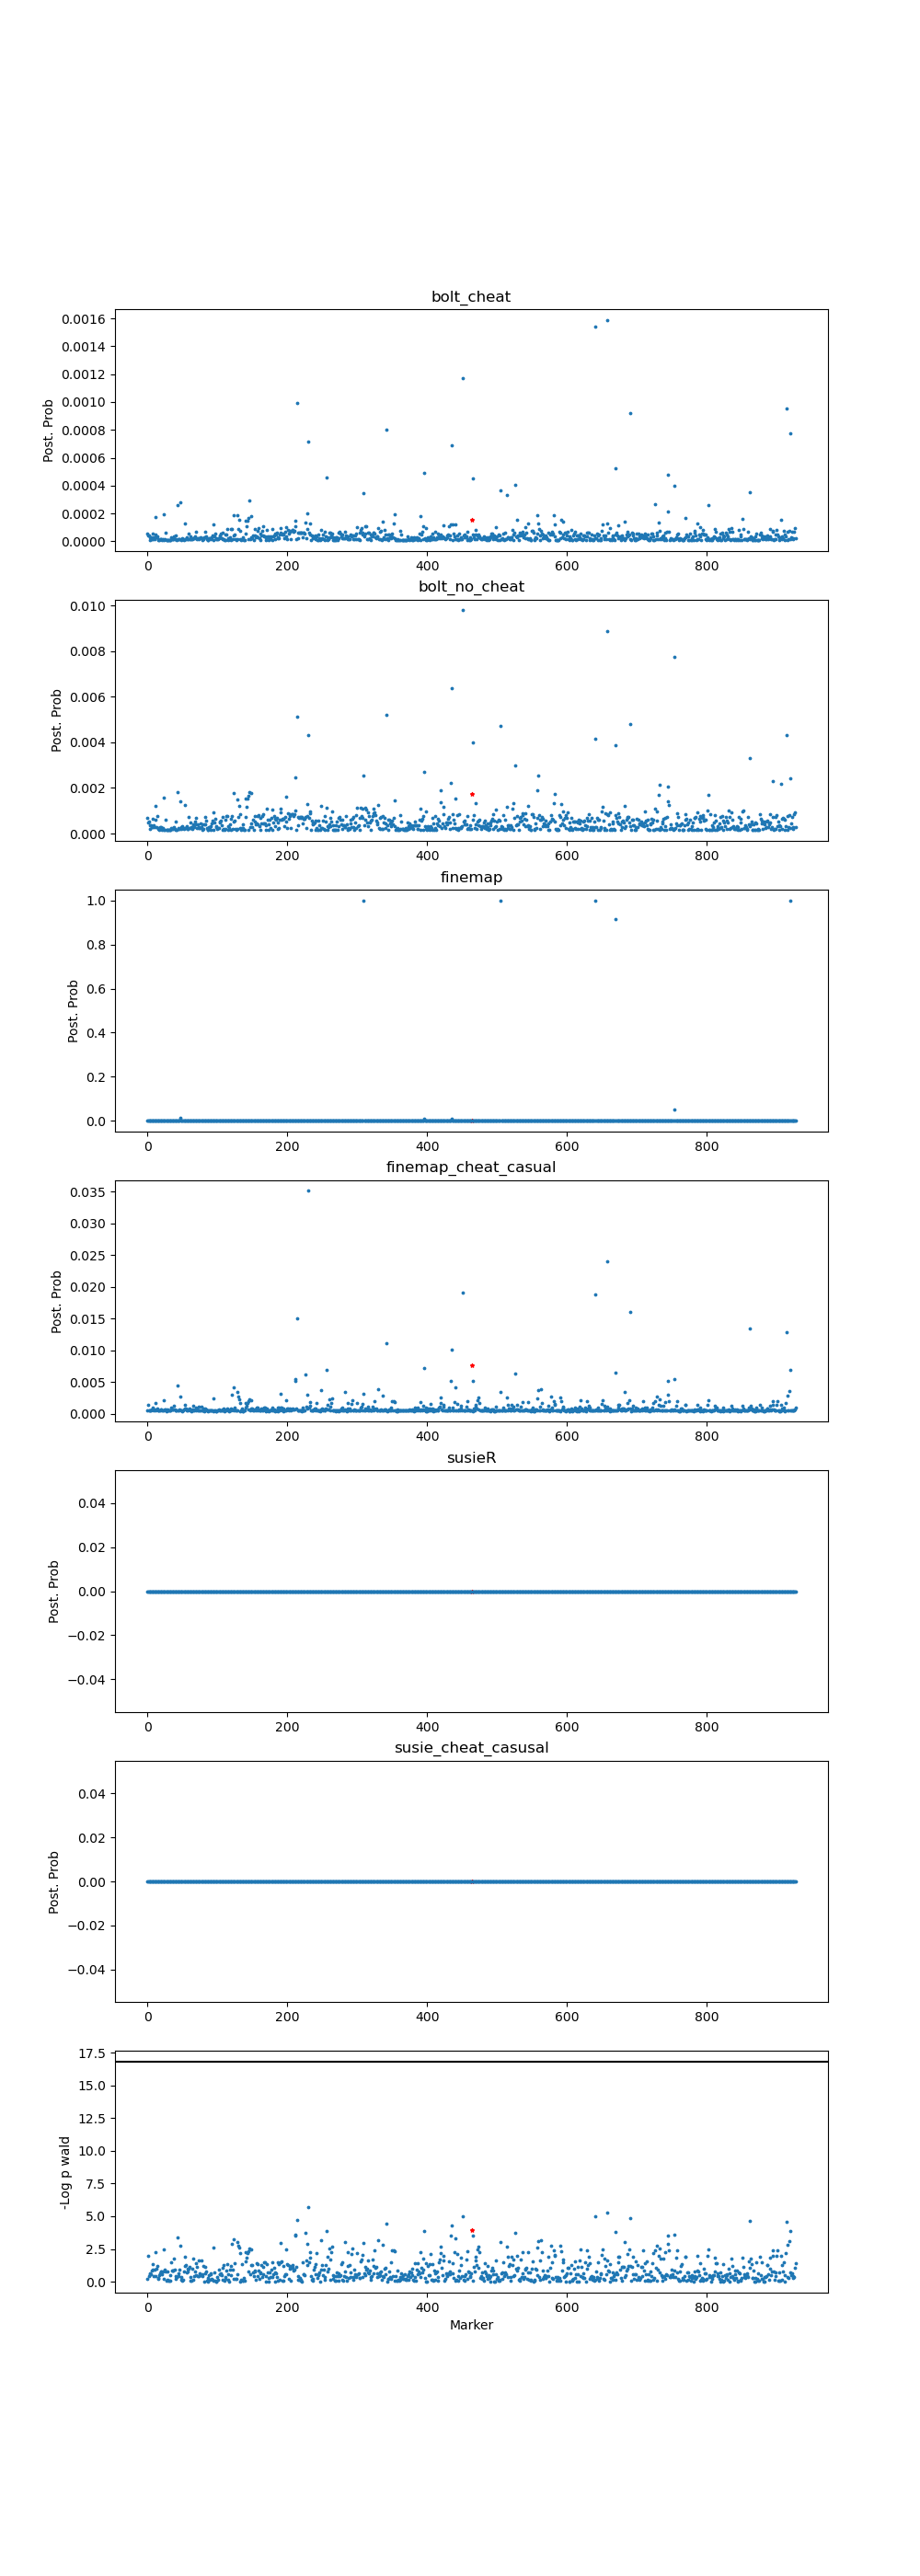 bolt_cheat
0.0016
0.0014
0.0012
0.0010
0.0008
0.0006
0.0004
0.0002
0.0000
Post. Prob
0 200 400 600 800
bolt_no_cheat
0.010
0.008
0.006
0.004
0.002
0.000
Post. Prob
0 200 400 600 800
finemap
1.0
0.8
0.6
0.4
0.2
0.0
Post. Prob
0 200 400 600 800
finemap_cheat_casual
0.035
0.030
0.025
0.020
0.015
0.010
0.005
0.000
Post. Prob
0 200 400 600 800
susieR
0.04
0.02
0.00
−0.02
−0.04
Post. Prob
0 200 400 600 800
susie_cheat_casusal
0.04
0.02
0.00
−0.02
−0.04
Post. Prob
0 200 400 600 800
17.5
15.0
12.5
10.0
7.5
5.0
2.5
0.0
-Log p wald
0 200 400 600 800
Marker